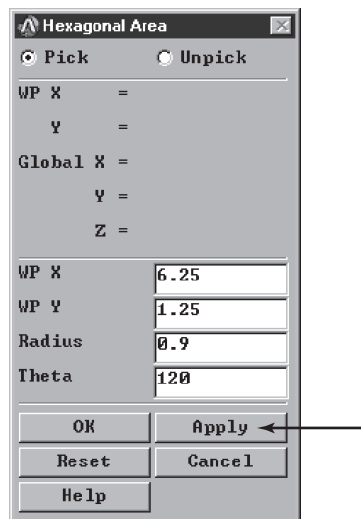 Hexagonal Area
Pick Unpick
WP X =
Y =
Global X =
Y =
Z =
WP X 6.25
WP Y 1.25
Radius 0.9
Theta 120
OK Apply
Reset Cancel
Help